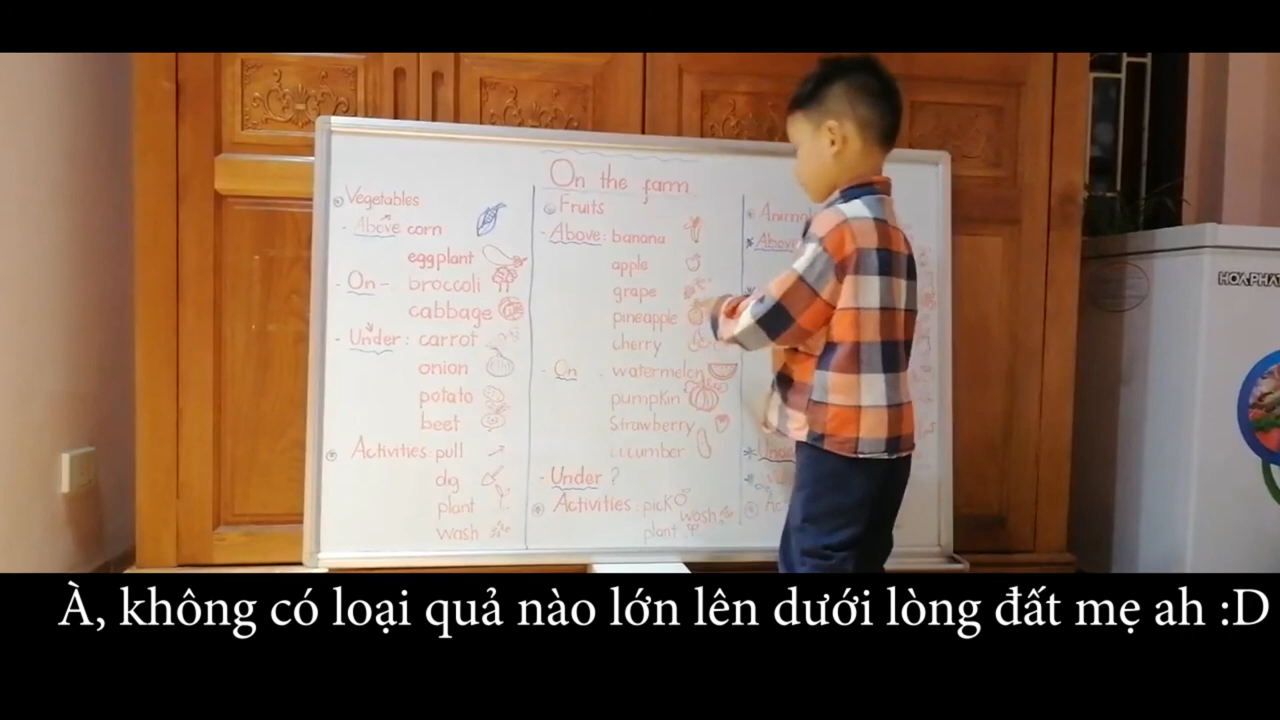 On the farm
Vegetables
- Above corn
eggplant
- On - broccoli
cabbage
- Under: carrot
onion
potato
beet
Activities: pull
dig
plant
wash
Fruits
- Above: banana
apple
grape
pineapple
cherry
- On : watermelon
pumpkin
Strawberry
cucumber
- Under ?
Activities: pick
wash
plant
Above
HOA PHAT
À, không có loại quả nào lớn lên dưới lòng đất mẹ ah :D